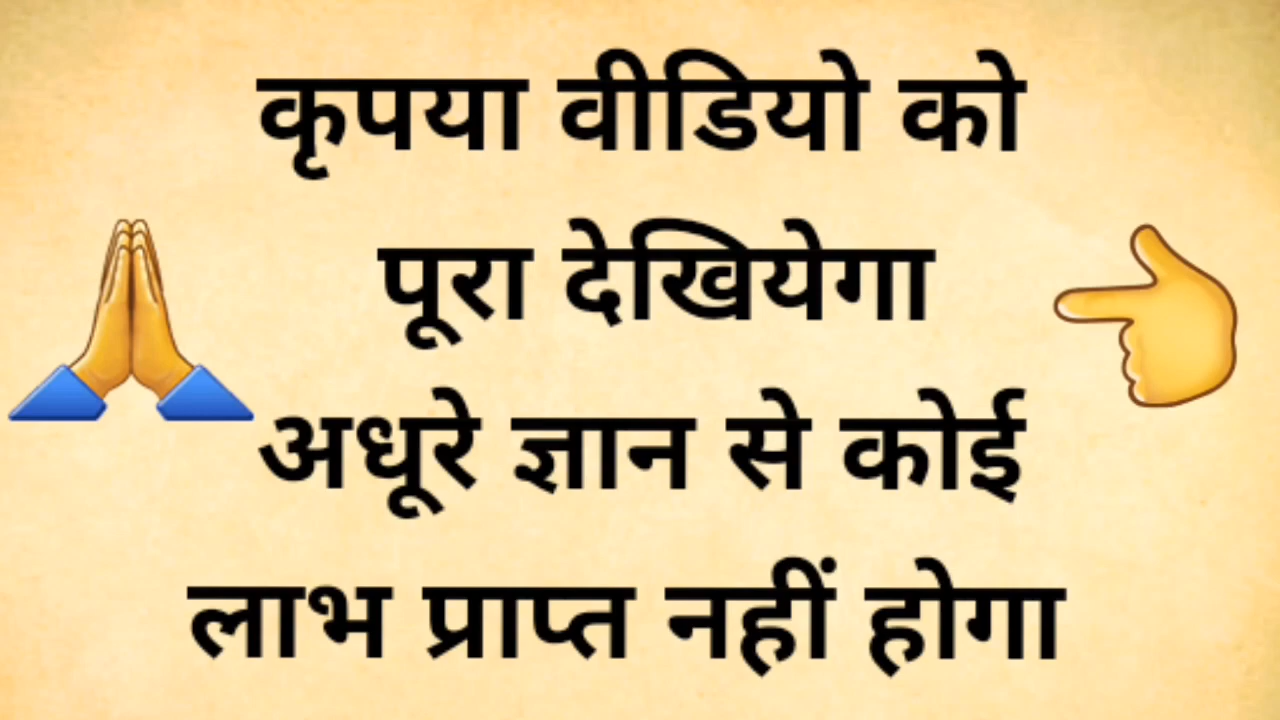 कृपया वीडियो को
पूरा देखियेगा
अधूरे ज्ञान से कोई
लाभ प्राप्त नहीं होगा